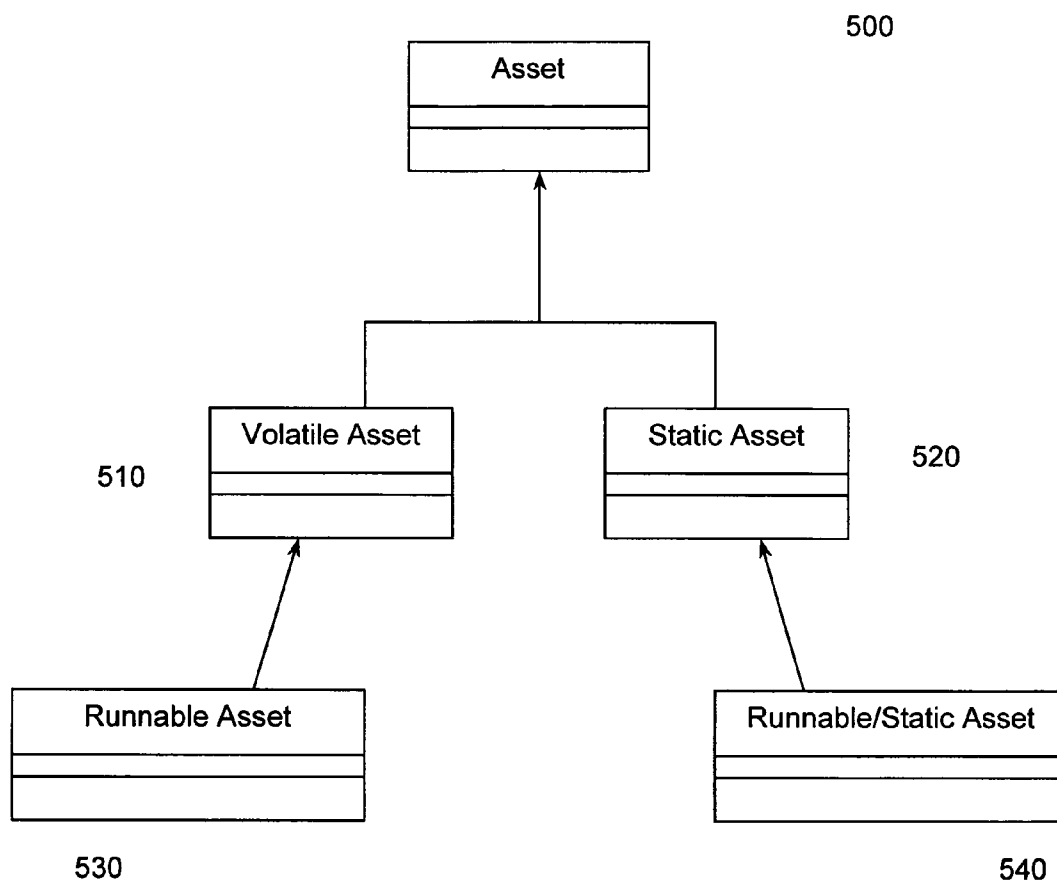 500
Asset
Volatile Asset
Static Asset
510
520
Runnable Asset
Runnable/Static Asset
530
540